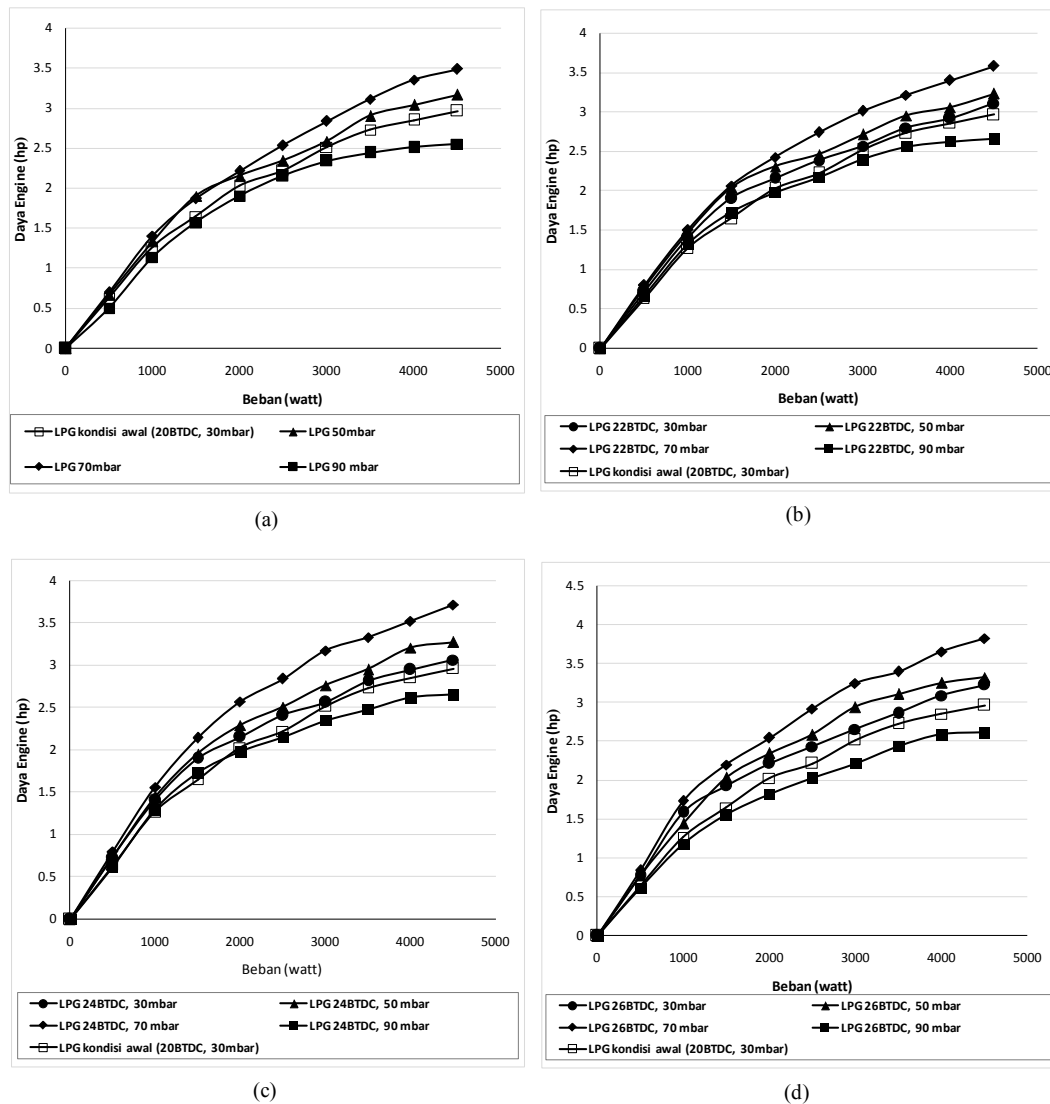 4
3.5
3
2.5
2
1.5
1
0.5
0
Daya Engine (hp)
0 1000 2000 3000 4000 5000
Beban (watt)
LPG kondisi awal (20BTDC, 30mbar) LPG 50mbar
LPG 70mbar LPG 90 mbar
(a)
4
3.5
3
2.5
2
1.5
1
0.5
0
Daya Engine (hp)
0 1000 2000 3000 4000 5000
Beban (watt)
LPG 22BTDC, 30mbar LPG 22BTDC, 50 mbar
LPG 22BTDC, 70 mbar LPG 22BTDC, 90 mbar
LPG kondisi awal (20BTDC, 30mbar)
(b)
4
3.5
3
2.5
2
1.5
1
0.5
0
Daya Engine (hp)
0 1000 2000 3000 4000 5000
Beban (watt)
LPG 24BTDC, 30mbar LPG 24BTDC, 50 mbar
LPG 24BTDC, 70 mbar LPG 24BTDC, 90 mbar
LPG kondisi awal (20BTDC, 30mbar)
(c)
4.5
4
3.5
3
2.5
2
1.5
1
0.5
0
Daya Engine (hp)
0 1000 2000 3000 4000 5000
Beban (watt)
LPG 26BTDC, 30mbar LPG 26BTDC, 50 mbar
LPG 26BTDC, 70 mbar LPG 26BTDC, 90 mbar
LPG kondisi awal (20BTDC, 30mbar)
(d)